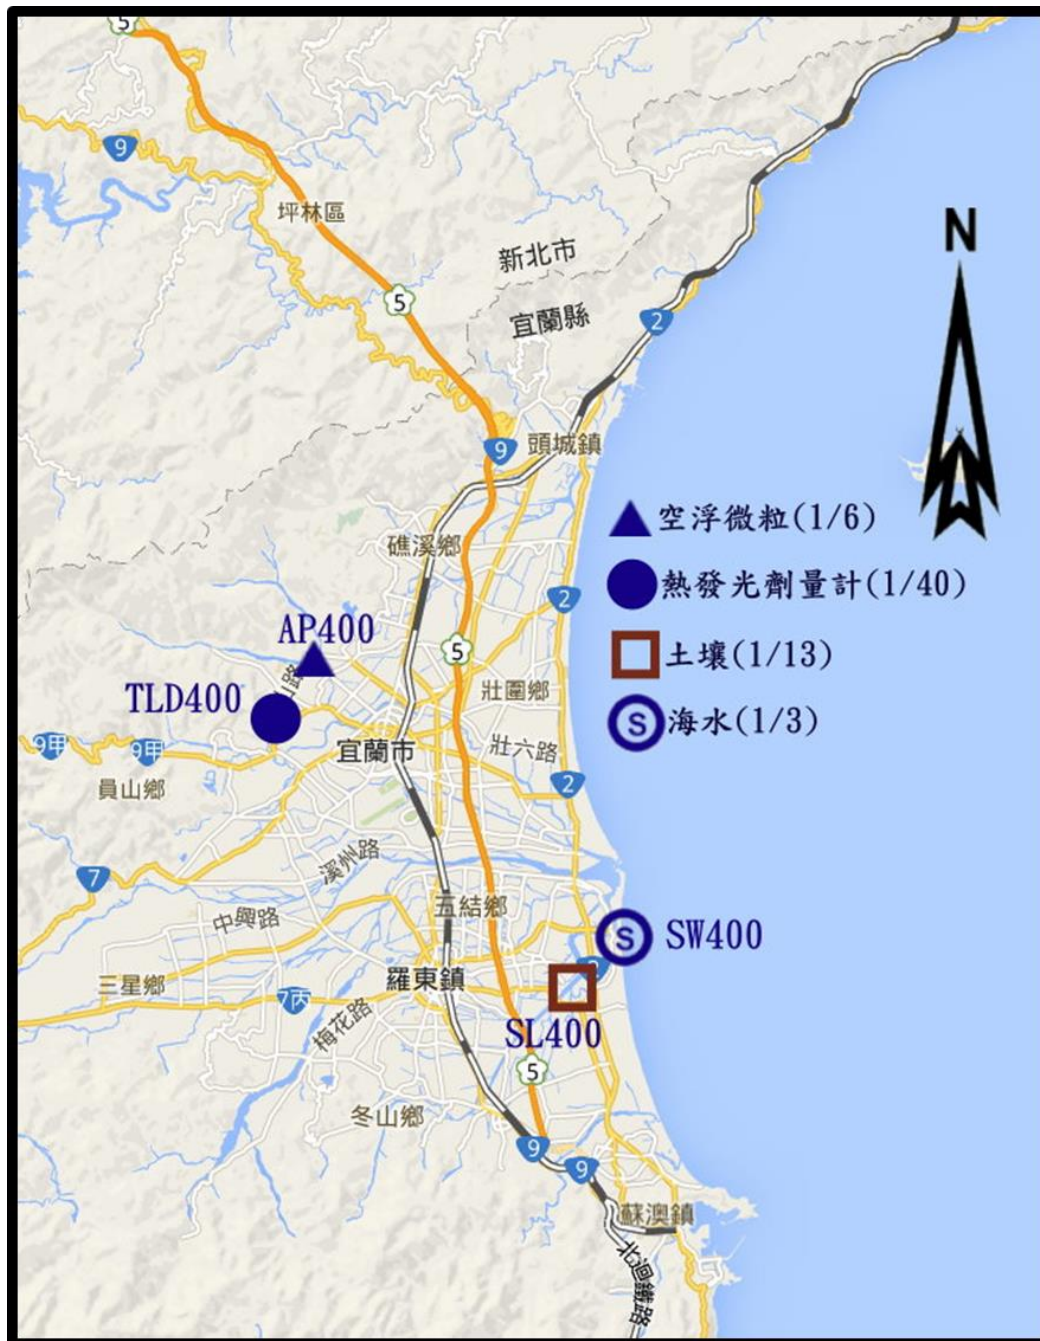 5
9
坪林區
新北市
N
5
宜蘭縣
2
頭城鎮
9
空浮微粒(1/6)
礁溪鄉
熱發光劑量計(1/40)
2
AP400
5
土壤(1/13)
山路
TLD400
壯圍鄉
S 海水(1/3)
9甲
9甲
宜蘭市
壯六路
員山鄉
2
溪州路
7
五結鄉
中興路
S SW400
2
羅東鎮
三星鄉
7丙
梅花路
SL400
5
冬山鄉
9
9
蘇澳鎮
北迴鐵路